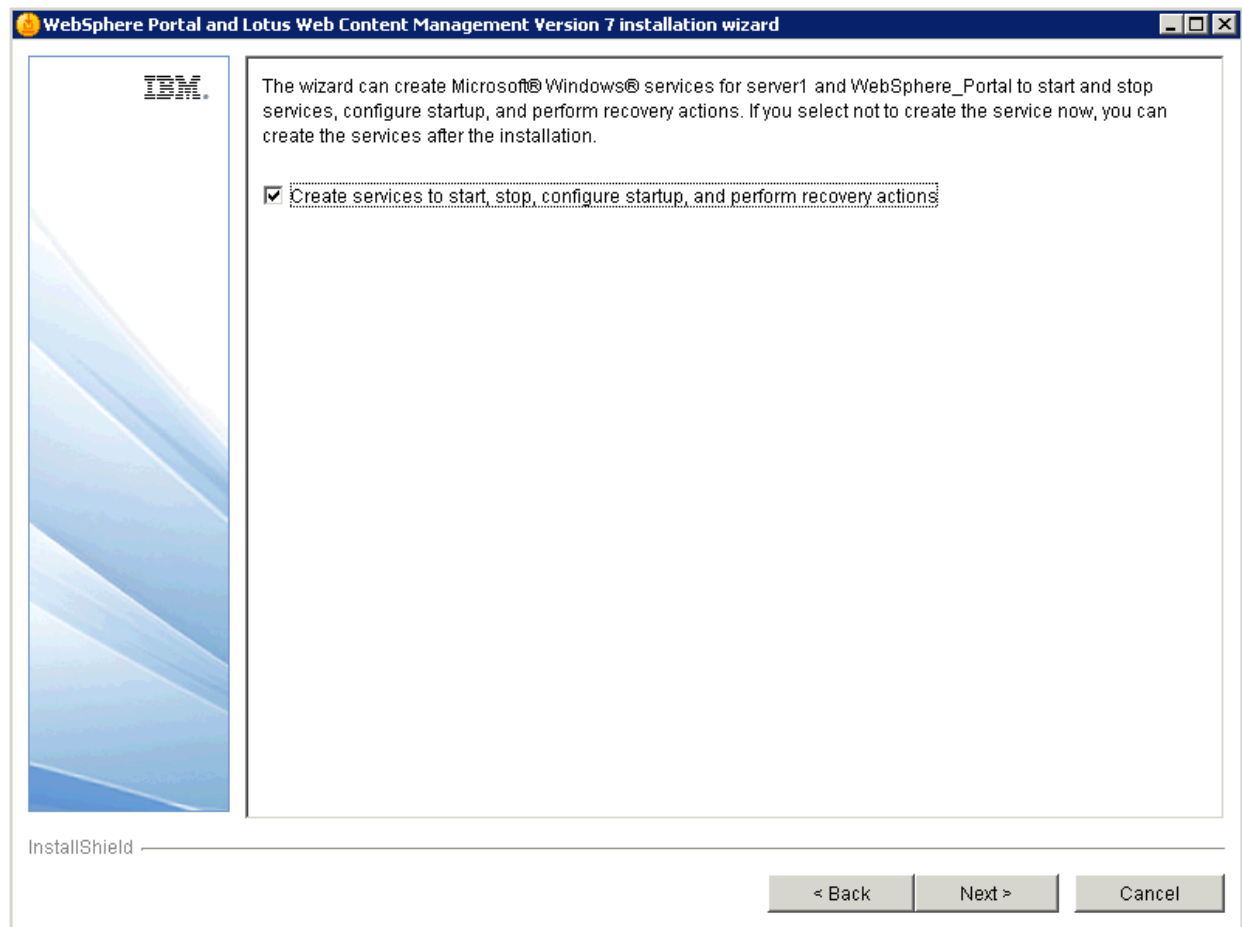 WebSphere Portal and Lotus Web Content Management Version 7 installation wizard
IBM.
The wizard can create Microsoft® Windows® services for server1 and WebSphere_Portal to start and stop
services, configure startup, and perform recovery actions. If you select not to create the service now, you can
create the services after the installation.
Create services to start, stop, configure startup, and perform recovery actions
InstallShield
< Back Next > Cancel